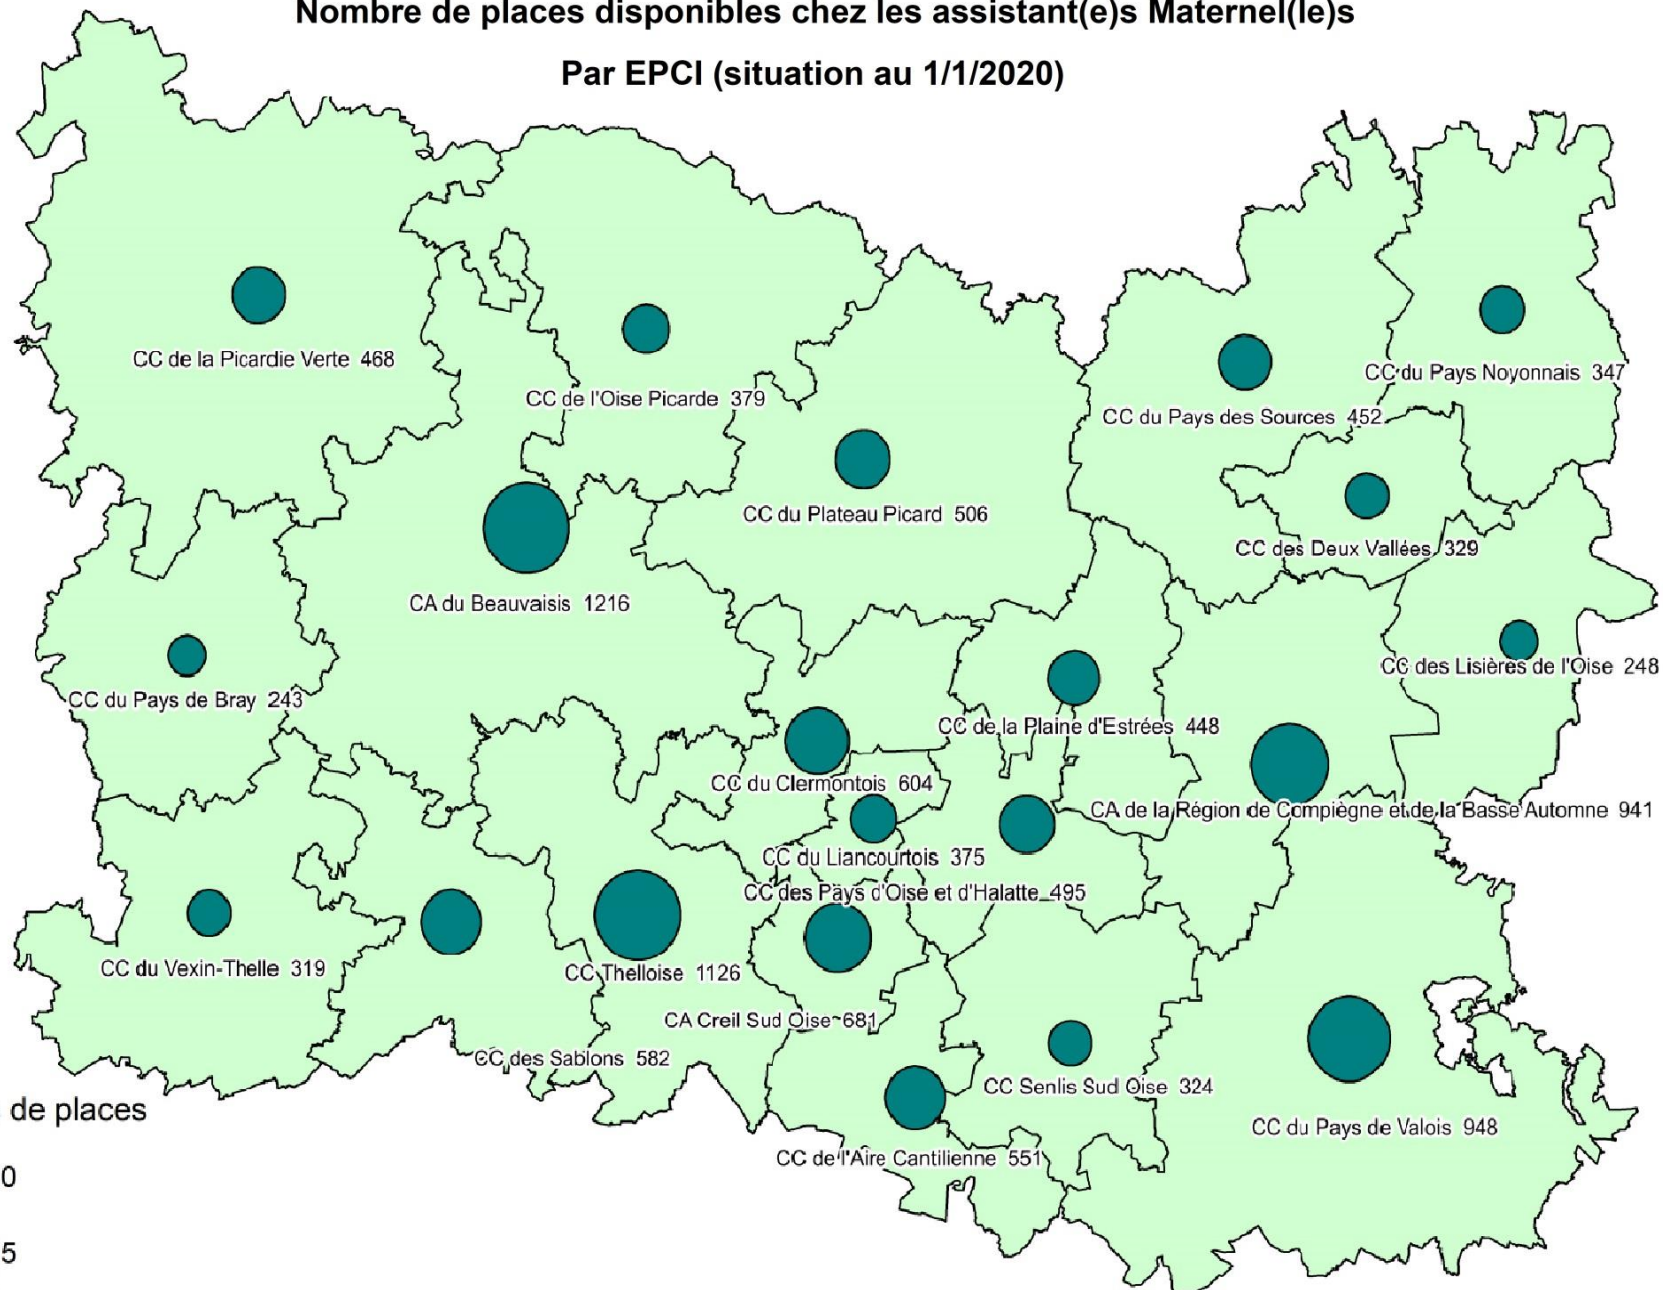 Nombre de places disponibles chez les assistant(e)s Maternel(le)s
Par EPCI (situation au 1/1/2020)
CC de la Picardie Verte 468
CC de l'Oise Picarde 379
CC du Pays Noyonnais 347
CC du Pays des Sources 452
CC du Plateau Picard 506
CC des Deux Vallées 329
CA du Beauvaisis 1216
CC des Lisières de l'Oise 248
CC du Pays de Bray 243
CC de la Plaine d'Estrées 448
CC du Clermontois 604
CA de la Région de Compiègne et de la Basse Automne 941
CC du Liancourtois 375
CC des Pays d'Oise et d'Halatte 495
CC du Vexin-Thelle 319
CC Thelloise 1126
CA Creil Sud Oise 681
CC des Sablons 582
CC Senlis Sud Oise 324
de places
CC du Pays de Valois 948
CC de l'Aire Cantilienne 551
0
5